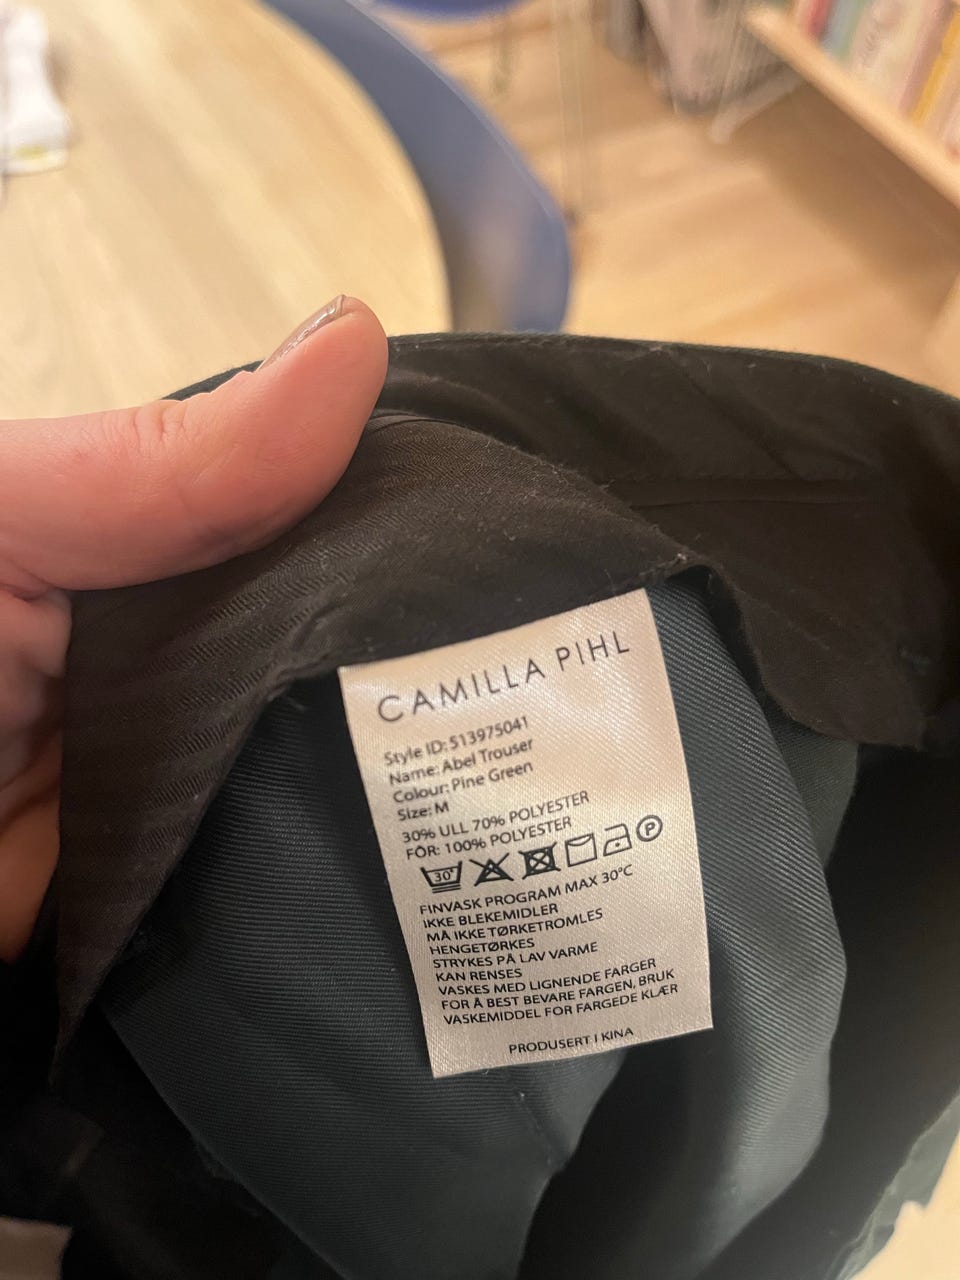 CAMILLA PIHL
Style ID: 513975041
Name: Abel Trouser
Colour: Pine Green
Size: M
30% ULL 70% POLYESTER
FÔR: 100% POLYESTER
30° P
FINVASK PROGRAM MAX 30°C
IKKE BLEKEMIDLER
MÅ IKKE TØRKETROMLES
HENGETØRKES
STRYKES PÅ LAV VARME
KAN RENSES
VASKES MED LIGNENDE FARGER
FOR Å BEST BEVARE FARGEN, BRUK
VASKEMIDDEL FOR FARGEDE KLÆR
PRODUSERT I KINA